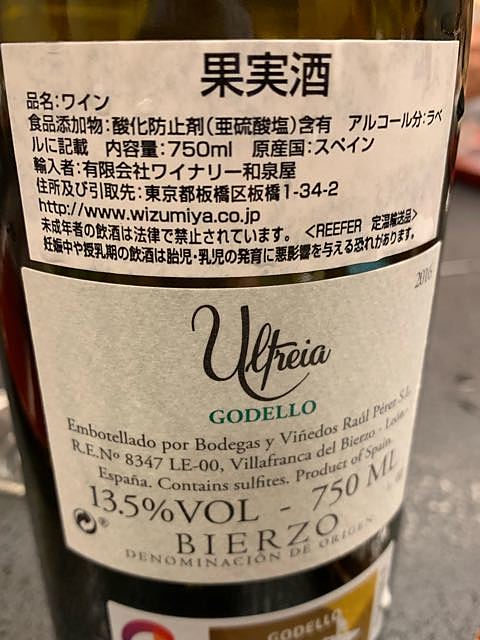 果実酒
品名:ワイン
食品添加物:酸化防止剤(亜硫酸塩)含有 アルコール分:ラベ
ルに記載 内容量:750ml 原産国:スペイン
輸入者:有限会社ワイナリー和泉屋
住所及び引取先:東京都板橋区板橋1-34-2
http://www.wizumiya.co.jp
未成年者の飲酒は法律で禁止されています。 <REEFER 定温輸送品>
妊娠中や授乳期の飲酒は胎児・乳児の発育に悪影響を与える恐れがあります。
2016
Ultreia
GODELLO
Embotellado por Bodegas y Viñedos Raúl Pérez S.L.
R.E.Nº 8347 LE-00, Villafranca del Bierzo - León -
España. Contains sulfites. Product of Spain.
13.5%VOL - 750 ML
BIERZO
DENOMINACIÓN DE ORIGEN
GODELLO